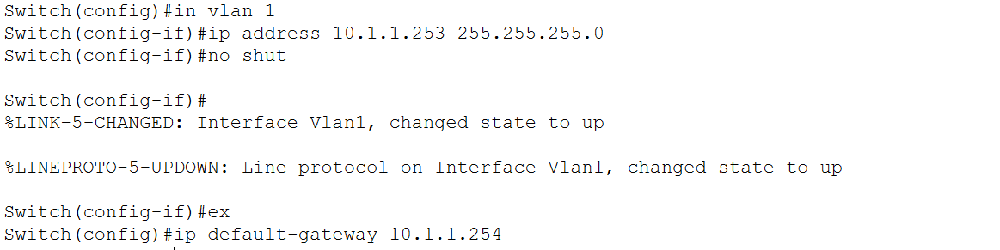 Switch(config)#in vlan 1
Switch(config-if)#ip address 10.1.1.253 255.255.255.0
Switch(config-if)#no shut
Switch(config-if)#
%LINK-5-CHANGED: Interface Vlan1, changed state to up
%LINEPROTO-5-UPDOWN: Line protocol on Interface Vlan1, changed state to up
Switch(config-if)#ex
Switch(config)#ip default-gateway 10.1.1.254